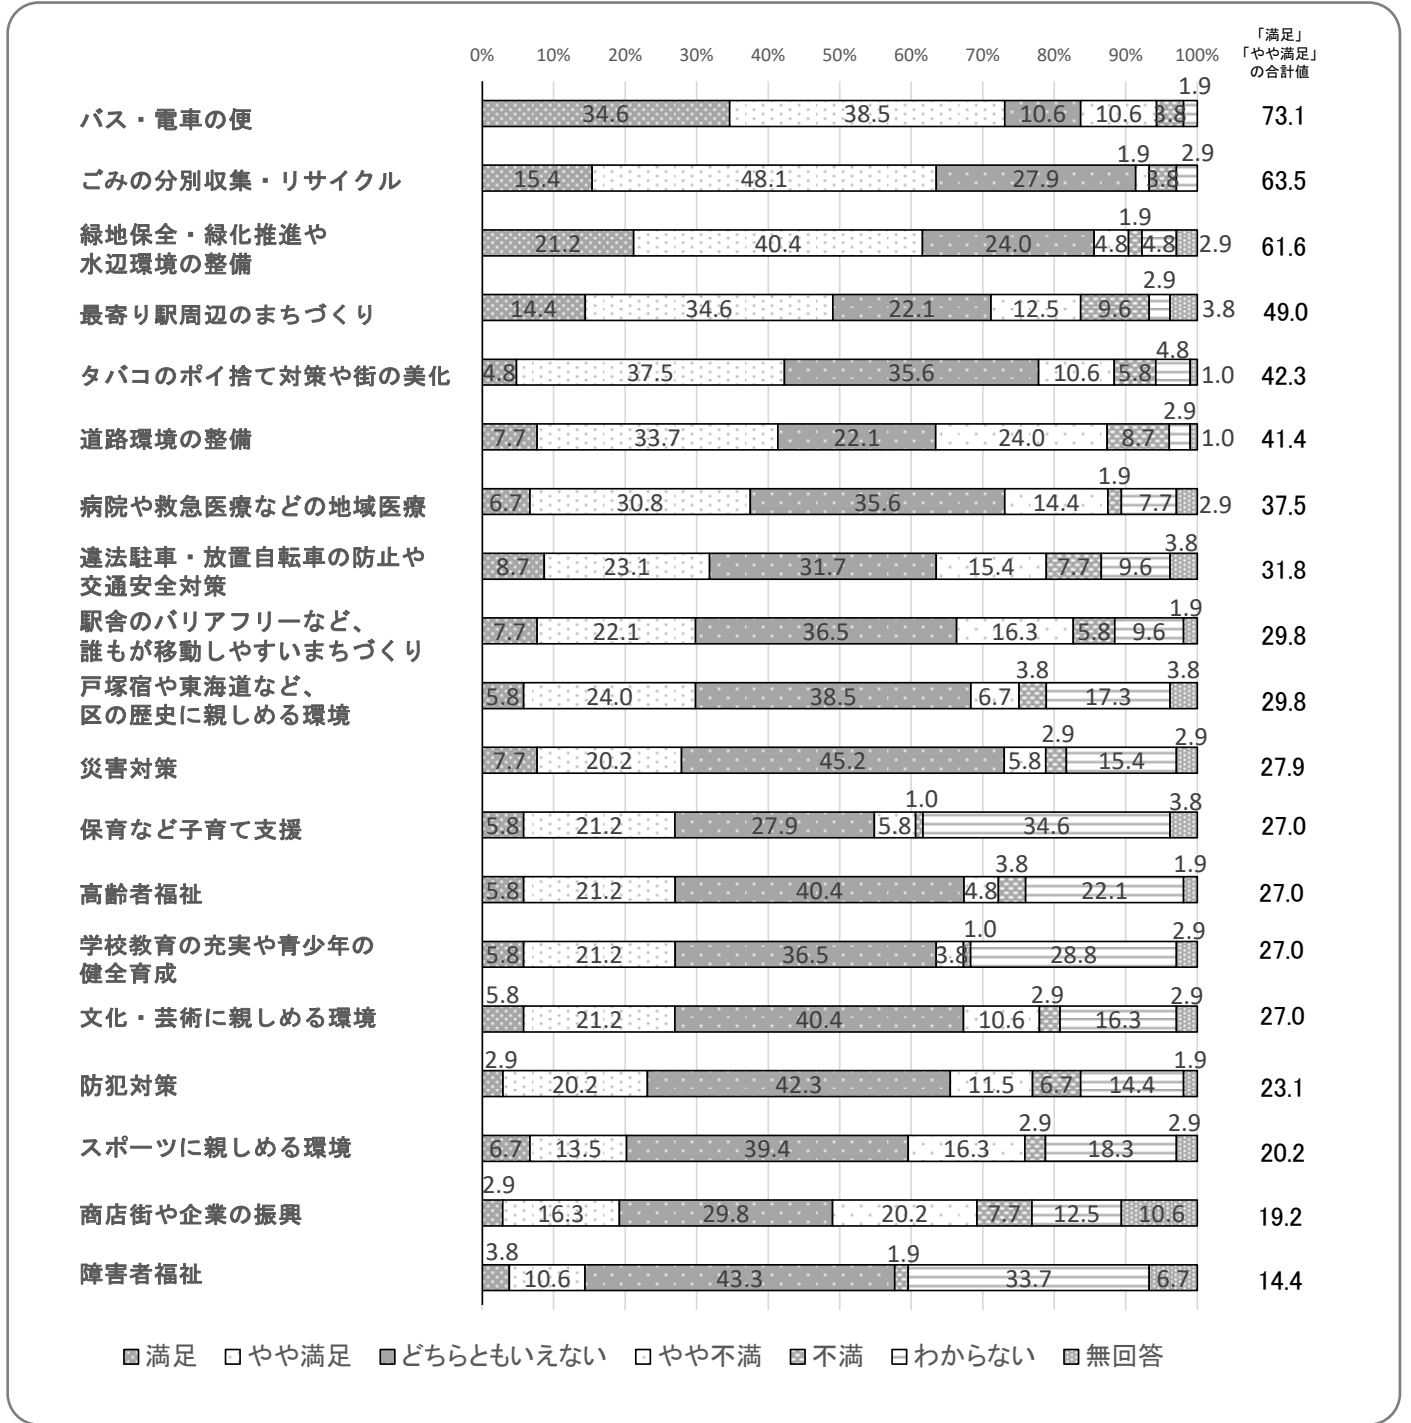 「満足」
「やや満足」
の合計値
0% 10% 20% 30% 40% 50% 60% 70% 80% 90% 100%
バス・電車の便 34.6 38.5 10.6 10.6 3.8 1.9 73.1
ごみの分別収集・リサイクル 15.4 48.1 27.9 1.9 3.8 2.9 63.5
緑地保全・緑化推進や
水辺環境の整備 21.2 40.4 24.0 4.8 1.9 4.8 2.9 61.6
最寄り駅周辺のまちづくり 14.4 34.6 22.1 12.5 9.6 2.9 3.8 49.0
タバコのポイ捨て対策や街の美化 4.8 37.5 35.6 10.6 5.8 4.8 1.0 42.3
道路環境の整備 7.7 33.7 22.1 24.0 8.7 2.9 1.0 41.4
病院や救急医療などの地域医療 6.7 30.8 35.6 14.4 1.9 7.7 2.9 37.5
違法駐車・放置自転車の防止や
交通安全対策 8.7 23.1 31.7 15.4 7.7 9.6 3.8 31.8
駅舎のバリアフリーなど、
誰もが移動しやすいまちづくり 7.7 22.1 36.5 16.3 5.8 9.6 1.9 29.8
戸塚宿や東海道など、
区の歴史に親しめる環境 5.8 24.0 38.5 6.7 3.8 17.3 3.8 29.8
災害対策 7.7 20.2 45.2 5.8 2.9 15.4 2.9 27.9
保育など子育て支援 5.8 21.2 27.9 5.8 1.0 34.6 3.8 27.0
高齢者福祉 5.8 21.2 40.4 4.8 3.8 22.1 1.9 27.0
学校教育の充実や青少年の
健全育成 5.8 21.2 36.5 3.8 1.0 28.8 2.9 27.0
文化・芸術に親しめる環境 5.8 21.2 40.4 10.6 2.9 16.3 2.9 27.0
防犯対策 2.9 20.2 42.3 11.5 6.7 14.4 1.9 23.1
スポーツに親しめる環境 6.7 13.5 39.4 16.3 2.9 18.3 2.9 20.2
商店街や企業の振興 2.9 16.3 29.8 20.2 7.7 12.5 10.6 19.2
障害者福祉 3.8 10.6 43.3 1.9 33.7 6.7 14.4
満足 やや満足 どちらともいえない やや不満 不満 わからない 無回答